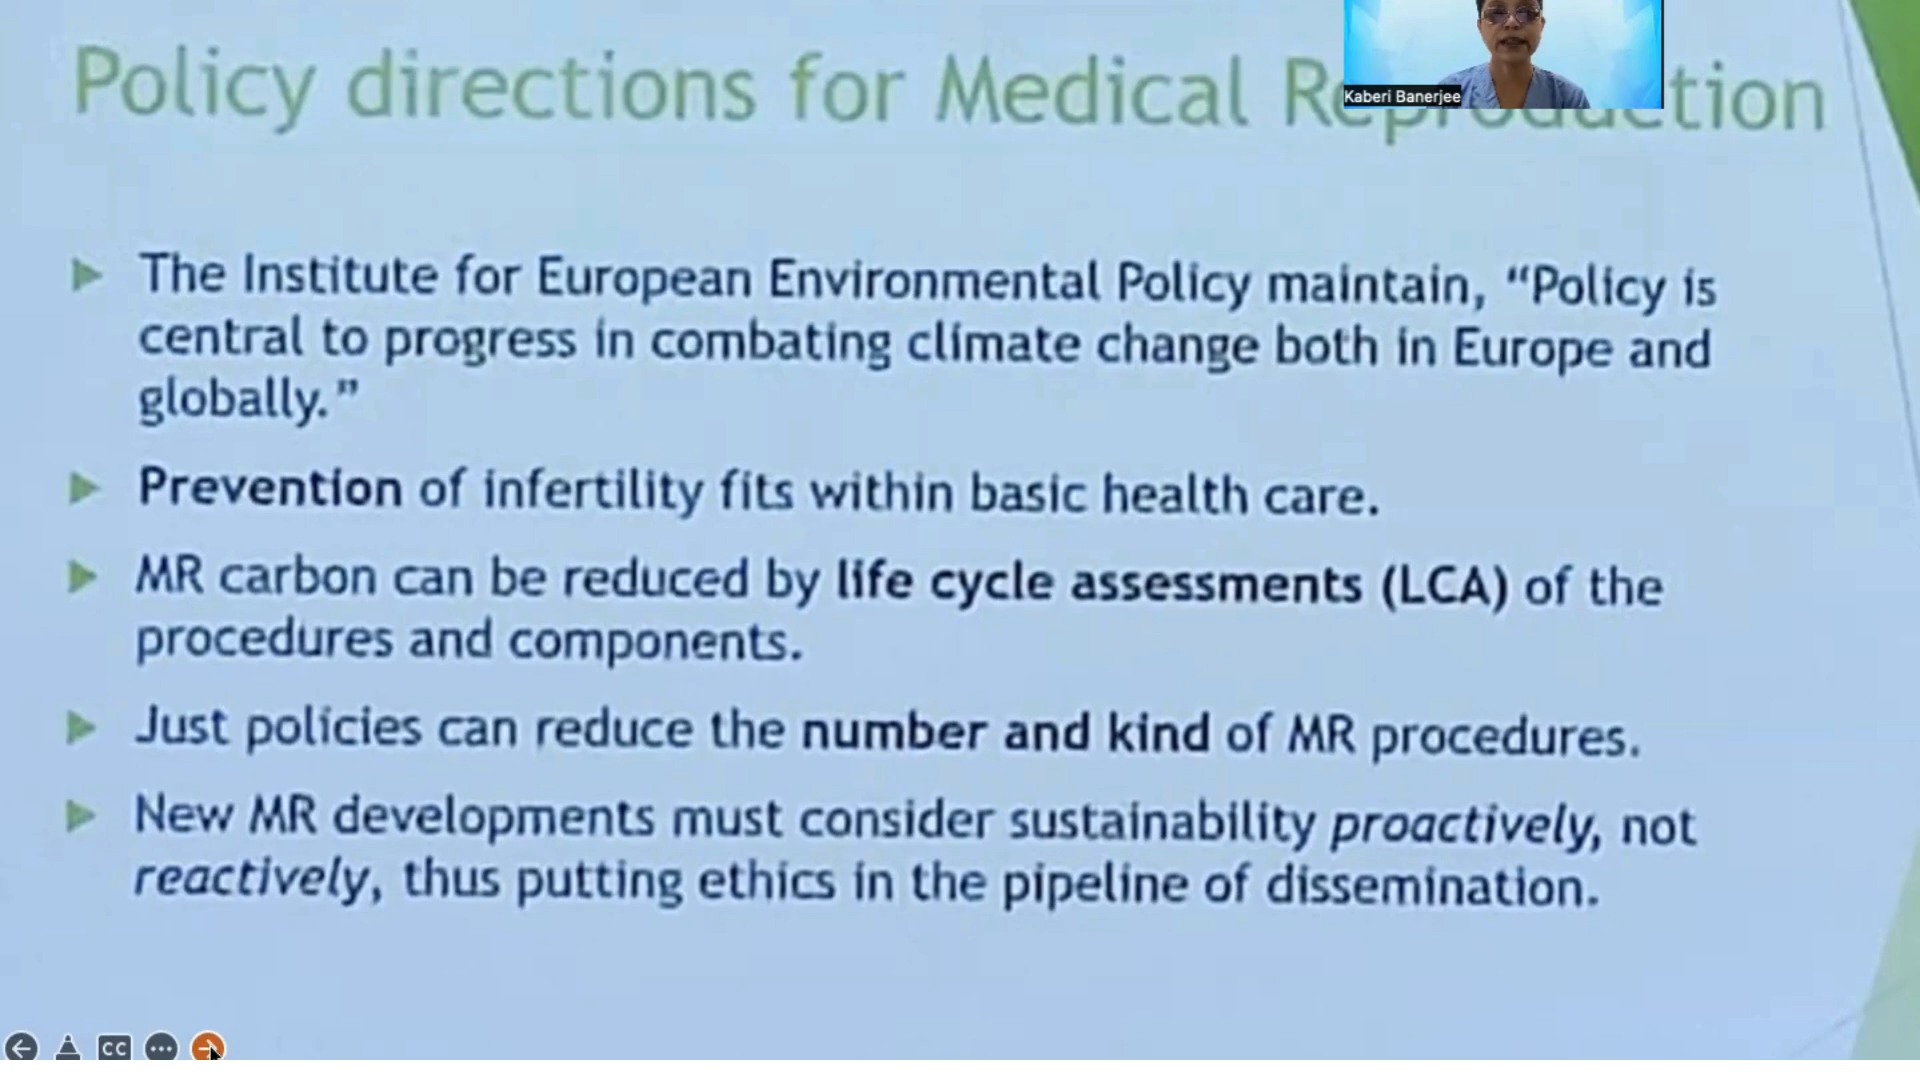 Policy directions for Medical Reproduction
Kaberi Banerjee
The Institute for European Environmental Policy maintain, “Policy is
central to progress in combating climate change both in Europe and
globally.”
Prevention of infertility fits within basic health care.
MR carbon can be reduced by life cycle assessments (LCA) of the
procedures and components.
Just policies can reduce the number and kind of MR procedures.
New MR developments must consider sustainability proactively, not
reactively, thus putting ethics in the pipeline of dissemination.
CC